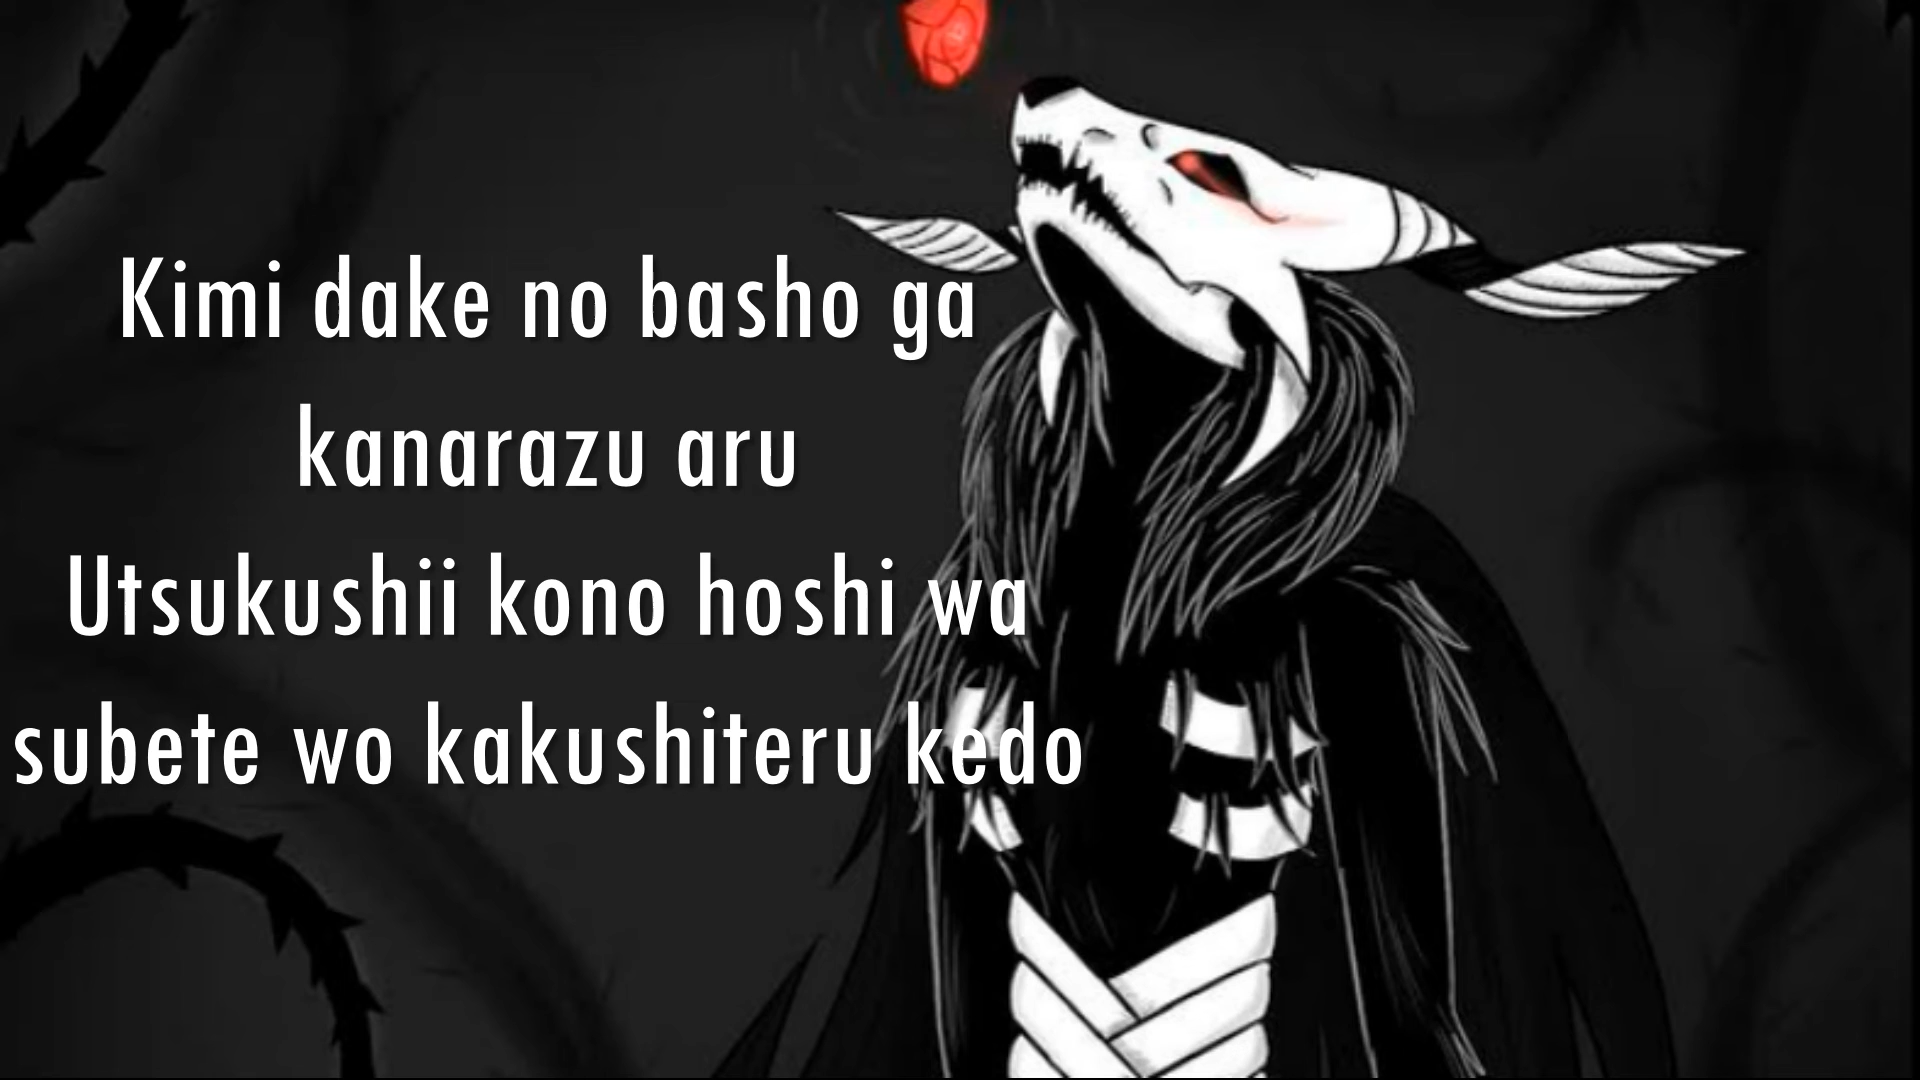 Kimi dake no basho ga
kanarazu aru
Utsukushii kono hoshi wa
subete wo kakushiteru kedo